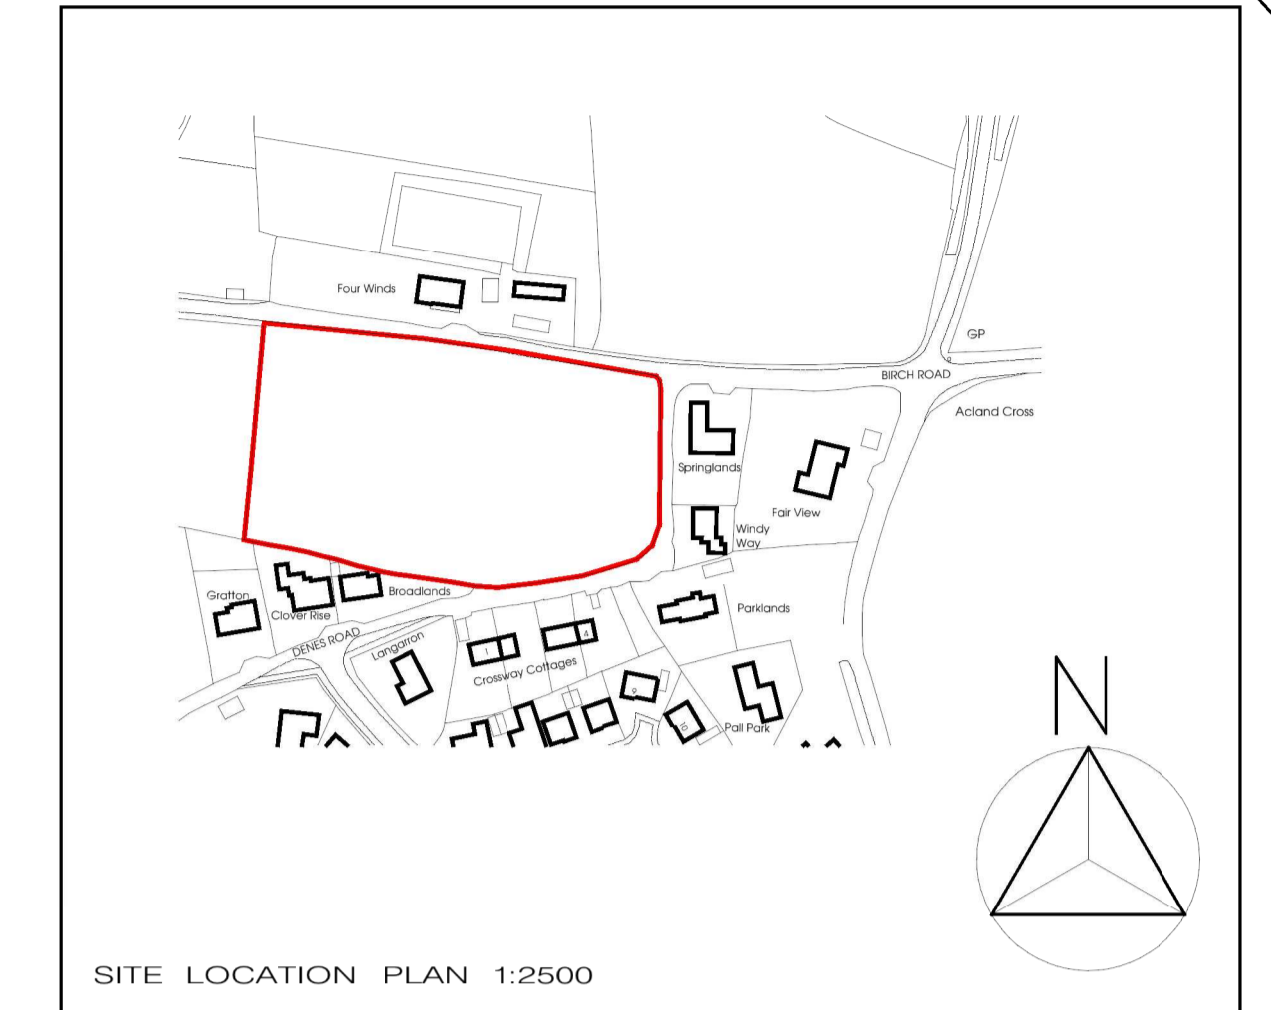 Four Winds
GP
BIRCH ROAD
Acland Cross
Springlands
Fair View
Windy
Way
Gratton
Clover Rise
Broadlands
Parklands
DENES ROAD
Langarron
1
4
Crossway Cottages
9
10
Pall Park
N
SITE LOCATION PLAN 1:2500